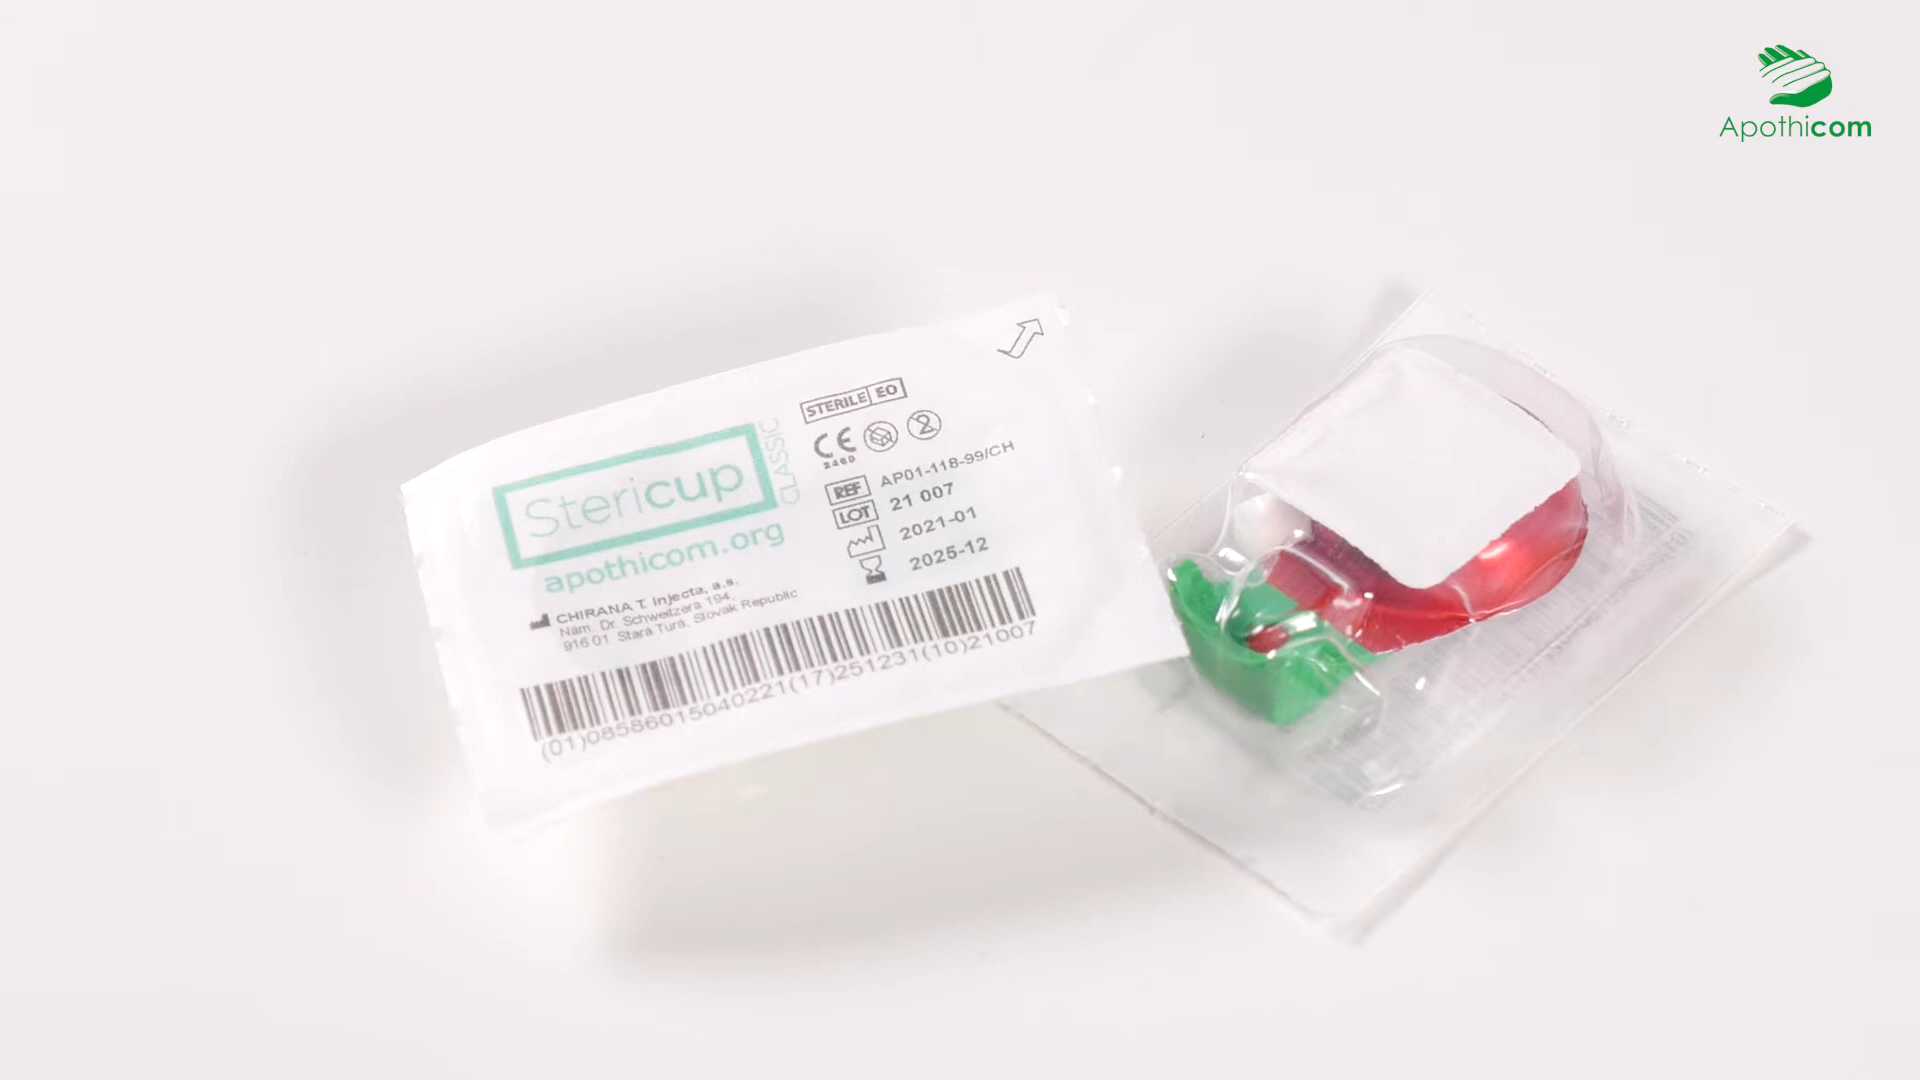 Apothicom
Stericup
CLASSIC
apothicom.org
CHIRANA T. Injecta, a.s.
Nám. Dr. Schweitzera 194,
916 01 Stará Turá, Slovak Republic
STERILE EO
CE
2460
2
REF AP01-118-99/CH
LOT 21 007
2021-01
2025-12
(01)08586015040221(17)251231(10)21007